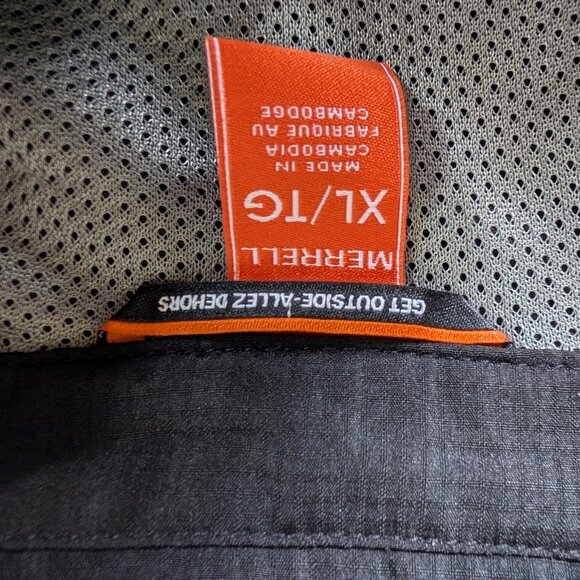 GET OUTSIDE-ALLEZ DEHORS
MERRELL
XL/TG
MADE IN
CAMBODIA
FABRIQUE AU
CAMBODGE